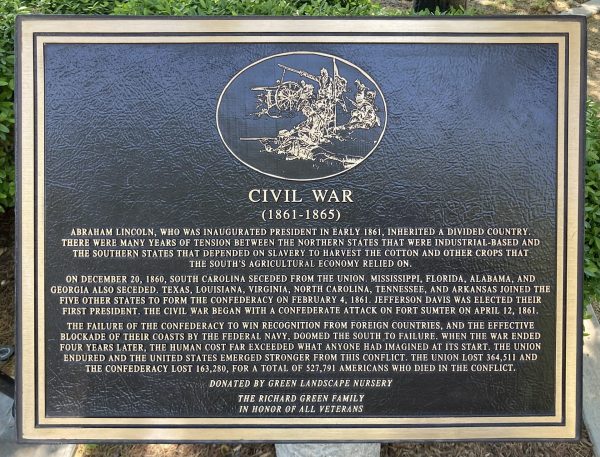 CIVIL WAR
(1861-1865)
ABRAHAM LINCOLN, WHO WAS INAUGURATED PRESIDENT IN EARLY 1861, INHERITED A DIVIDED COUNTRY.
THERE WERE MANY YEARS OF TENSION BETWEEN THE NORTHERN STATES THAT WERE INDUSTRIAL-BASED AND
THE SOUTHERN STATES THAT DEPENDED ON SLAVERY TO HARVEST THE COTTON AND OTHER CROPS THAT
THE SOUTH'S AGRICULTURAL ECONOMY RELIED ON.
ON DECEMBER 20, 1860, SOUTH CAROLINA SECEDED FROM THE UNION. MISSISSIPPI, FLORIDA, ALABAMA, AND
GEORGIA ALSO SECEDED. TEXAS, LOUISIANA, VIRGINIA, NORTH CAROLINA, TENNESSEE, AND ARKANSAS JOINED THE
FIVE OTHER STATES TO FORM THE CONFEDERACY ON FEBRUARY 4, 1861. JEFFERSON DAVIS WAS ELECTED THEIR
FIRST PRESIDENT. THE CIVIL WAR BEGAN WITH A CONFEDERATE ATTACK ON FORT SUMTER ON APRIL 12, 1861.
THE FAILURE OF THE CONFEDERACY TO WIN RECOGNITION FROM FOREIGN COUNTRIES, AND THE EFFECTIVE
BLOCKADE OF THEIR COASTS BY THE FEDERAL NAVY, DOOMED THE SOUTH TO FAILURE. WHEN THE WAR ENDED
FOUR YEARS LATER, THE HUMAN COST FAR EXCEEDED WHAT ANYONE HAD IMAGINED AT ITS START. THE UNION
ENDURED AND THE UNITED STATES EMERGED STRONGER FROM THIS CONFLICT. THE UNION LOST 364,511 AND
THE CONFEDERACY LOST 163,280, FOR A TOTAL OF 527,791 AMERICANS WHO DIED IN THE CONFLICT.
DONATED BY GREEN LANDSCAPE NURSERY
THE RICHARD GREEN FAMILY
IN HONOR OF ALL VETERANS